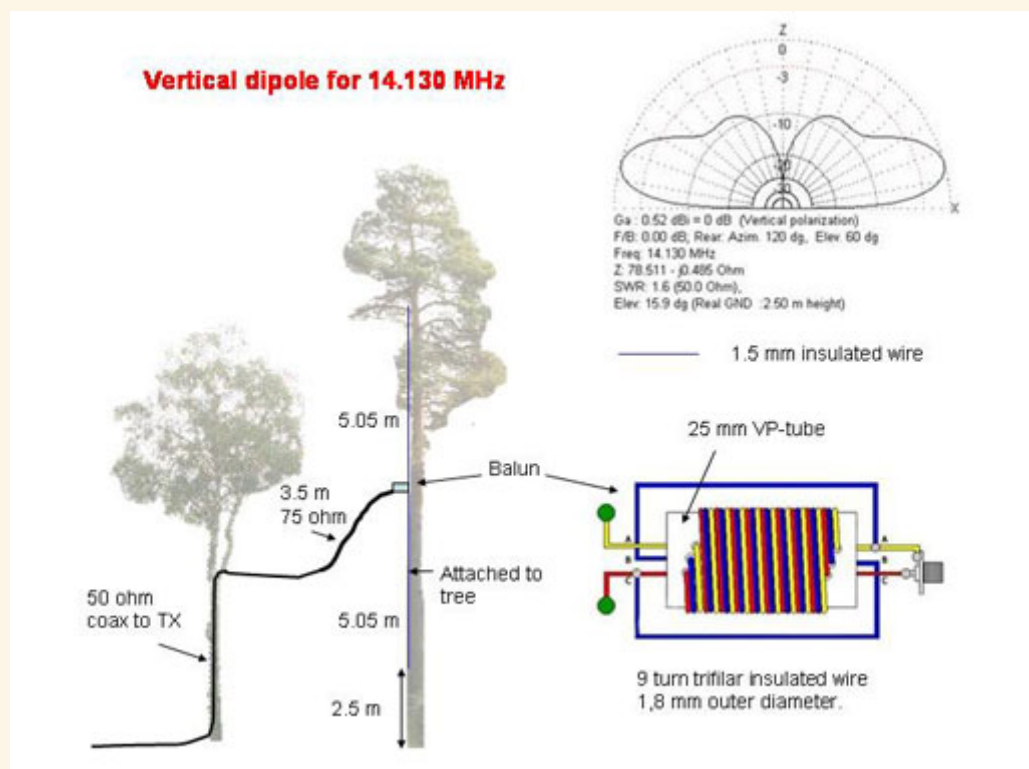 Vertical dipole for 14.130 MHz
Z
0
-3
-10
-20
-30
X
Ga : 0.52 dBi = 0 dB (Vertical polarization)
F/B: 0.00 dB; Rear: Azim. 120 dg, Elev. 60 dg
Freq: 14.130 MHz
Z: 78.511 - j0.485 Ohm
SWR: 1.6 (50.0 Ohm),
Elev: 15.9 dg (Real GND :2.50 m height)
1.5 mm insulated wire
5.05 m
25 mm VP-tube
Balun
3.5 m
75 ohm
A
B
C
A
B
C
Attached to
tree
50 ohm
coax to TX
5.05 m
2.5 m
9 turn trifilar insulated wire
1,8 mm outer diameter.